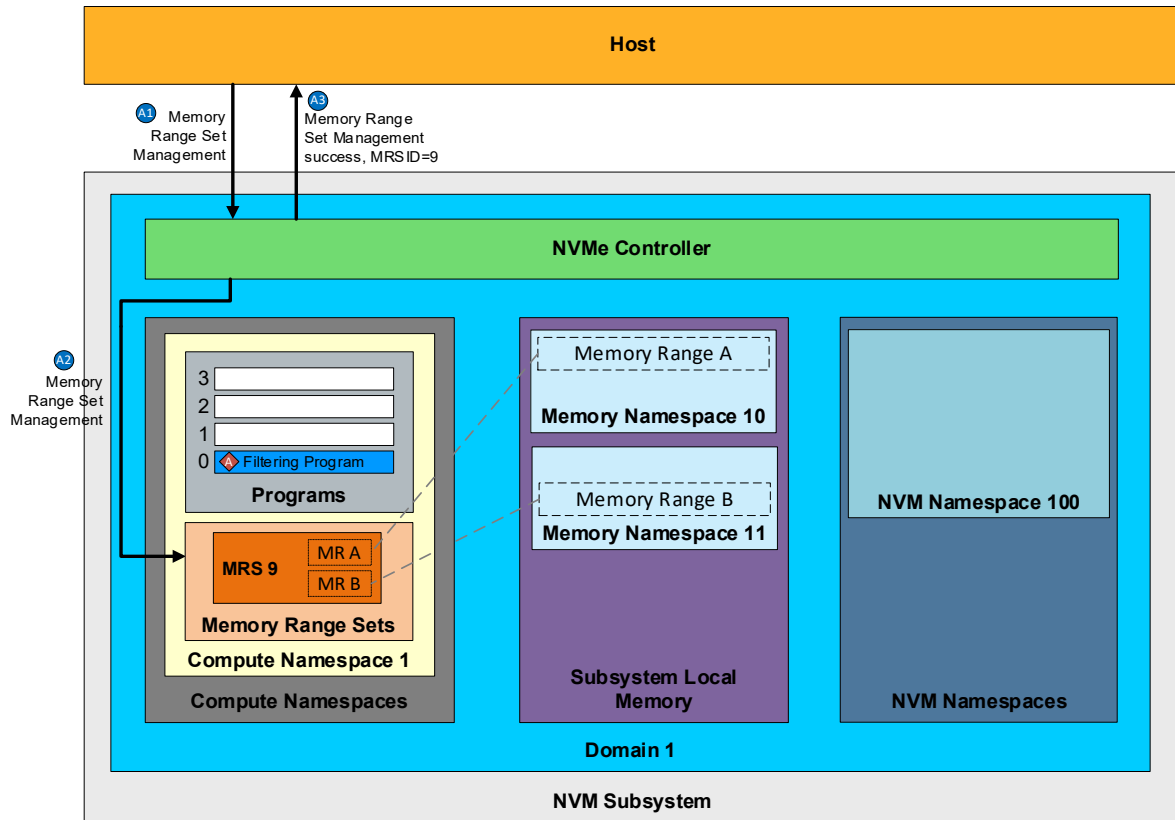 Host
A1 Memory
Range Set
Management
A3
Memory Range
Set Management
success, MRSID=9
NVMe Controller
A2
Memory
Range Set
Management
3
2
1
0 A Filtering Program
Programs
MRS 9
MR A
MR B
Memory Range Sets
Compute Namespace 1
Compute Namespaces
Memory Range A
Memory Namespace 10
Memory Range B
Memory Namespace 11
Subsystem Local
Memory
NVM Namespace 100
NVM Namespaces
Domain 1
NVM Subsystem